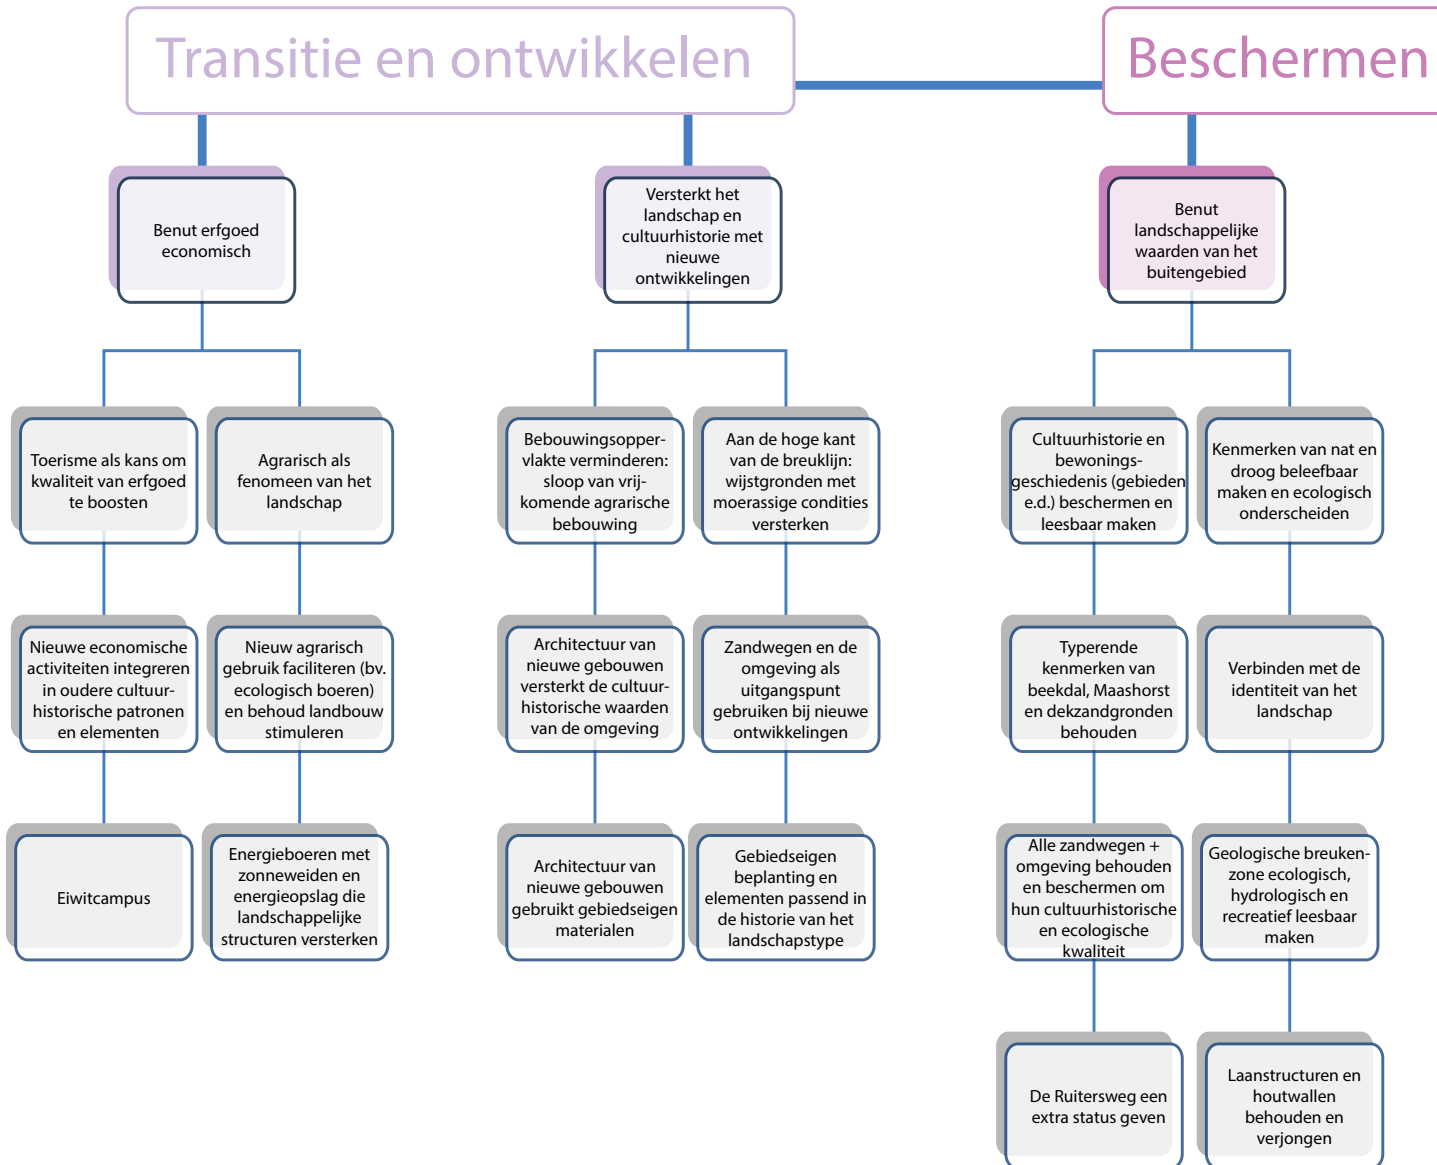 Transitie en ontwikkelen
Beschermen
Benut erfgoed
economisch
Versterkt het
landschap en
cultuurhistorie met
nieuwe
ontwikkelingen
Benut
landschappelijke
waarden van het
buitengebied
Toerisme als kans om
kwaliteit van erfgoed
te boosten
Agrarisch als
fenomeen van het
landschap
Bebouwingsopper-
vlakte verminderen:
sloop van vrij-
komende agrarische
bebouwing
Aan de hoge kant
van de breuklijn:
wijstgronden met
moerassige condities
versterken
Cultuurhistorie en
bewonings-
geschiedenis (gebieden
e.d.) beschermen en
leesbaar maken
Kenmerken van nat en
droog beleefbaar
maken en ecologisch
onderscheiden
Nieuwe economische
activiteiten integreren
in oudere cultuur-
historische patronen
en elementen
Nieuw agrarisch
gebruik faciliteren (bv.
ecologisch boeren)
en behoud landbouw
stimuleren
Architectuur van
nieuwe gebouwen
versterkt de cultuur-
historische waarden
van de omgeving
Zandwegen en de
omgeving als
uitgangspunt
gebruiken bij nieuwe
ontwikkelingen
Typerende
kenmerken van
beekdal, Maashorst
en dekzandgronden
behouden
Verbinden met de
identiteit van het
landschap
Eiwitcampus
Energieboeren met
zonneweiden en
energieopslag die
landschappelijke
structuren versterken
Architectuur van
nieuwe gebouwen
gebruikt gebiedseigen
materialen
Gebiedseigen
beplanting en
elementen passend in
de historie van het
landschapstype
Alle zandwegen +
omgeving behouden
en beschermen om
hun cultuurhistorische
en ecologische
kwaliteit
Geologische breuken-
zone ecologisch,
hydrologisch en
recreatief leesbaar
maken
De Ruitersweg een
extra status geven
Laanstructuren en
houtwallen
behouden en
verjongen